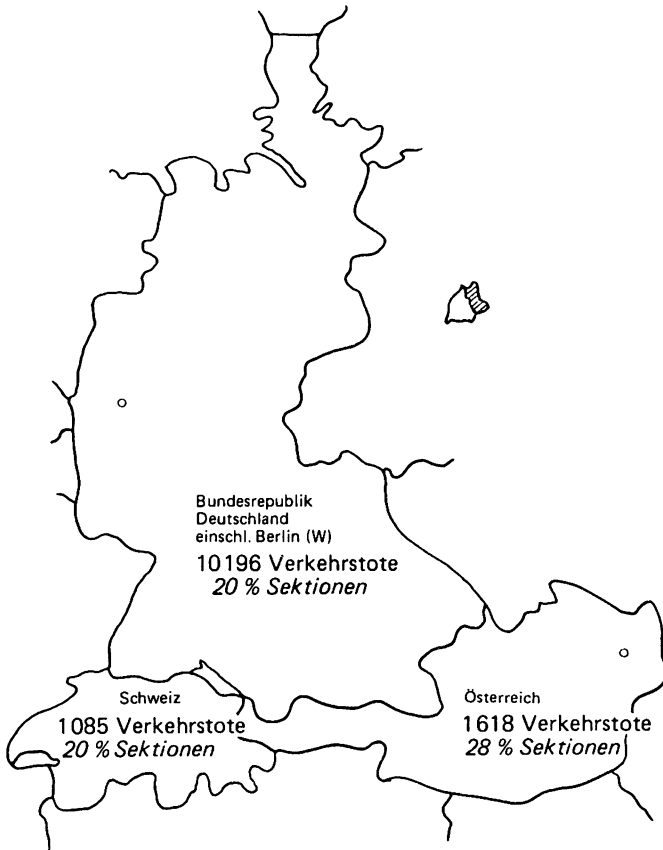 Bundesrepublik
Deutschland
einschl. Berlin (W)
10196 Verkehrstote
20 % Sektionen
Schweiz
1085 Verkehrstote
20 % Sektionen
Österreich
1618 Verkehrstote
28 % Sektionen